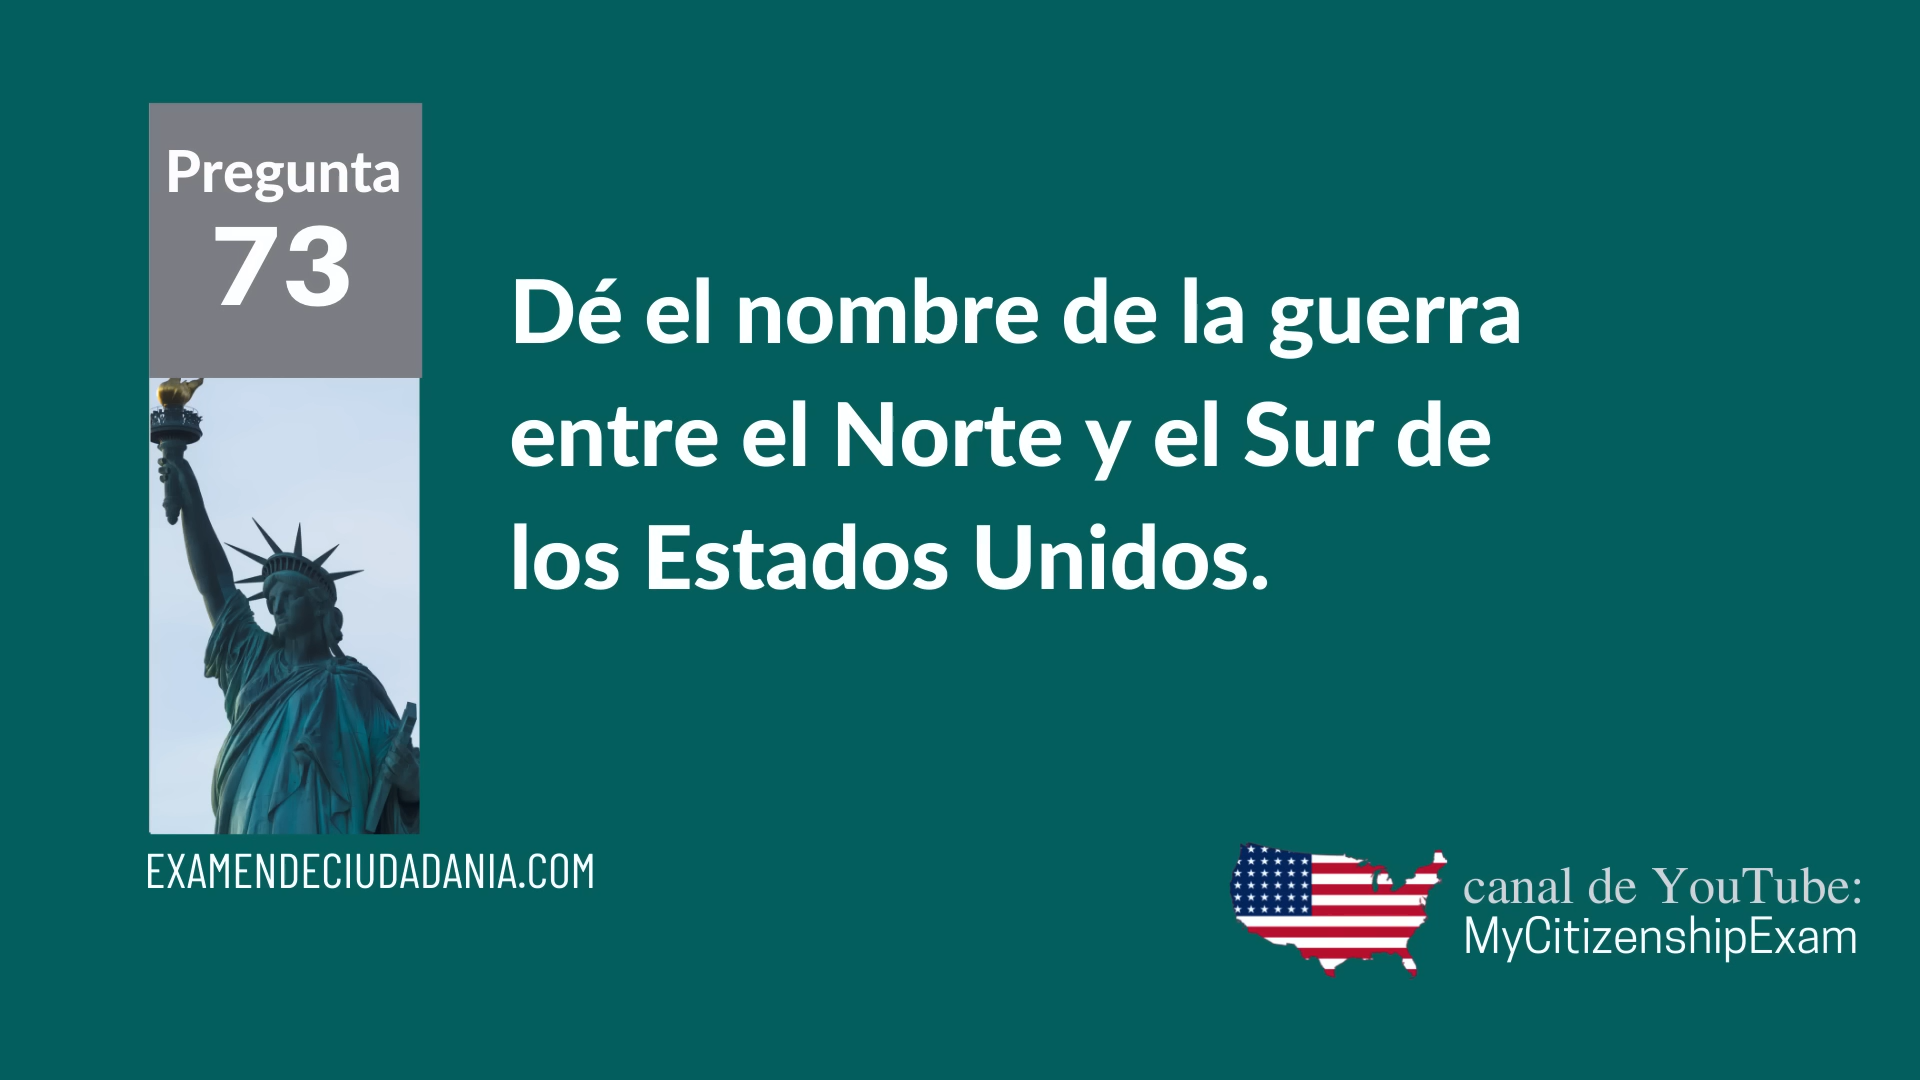 Pregunta
73
Dé el nombre de la guerra
entre el Norte y el Sur de
los Estados Unidos.
EXAMENDECIUDADANIA.COM
canal de YouTube:
MyCitizenshipExam